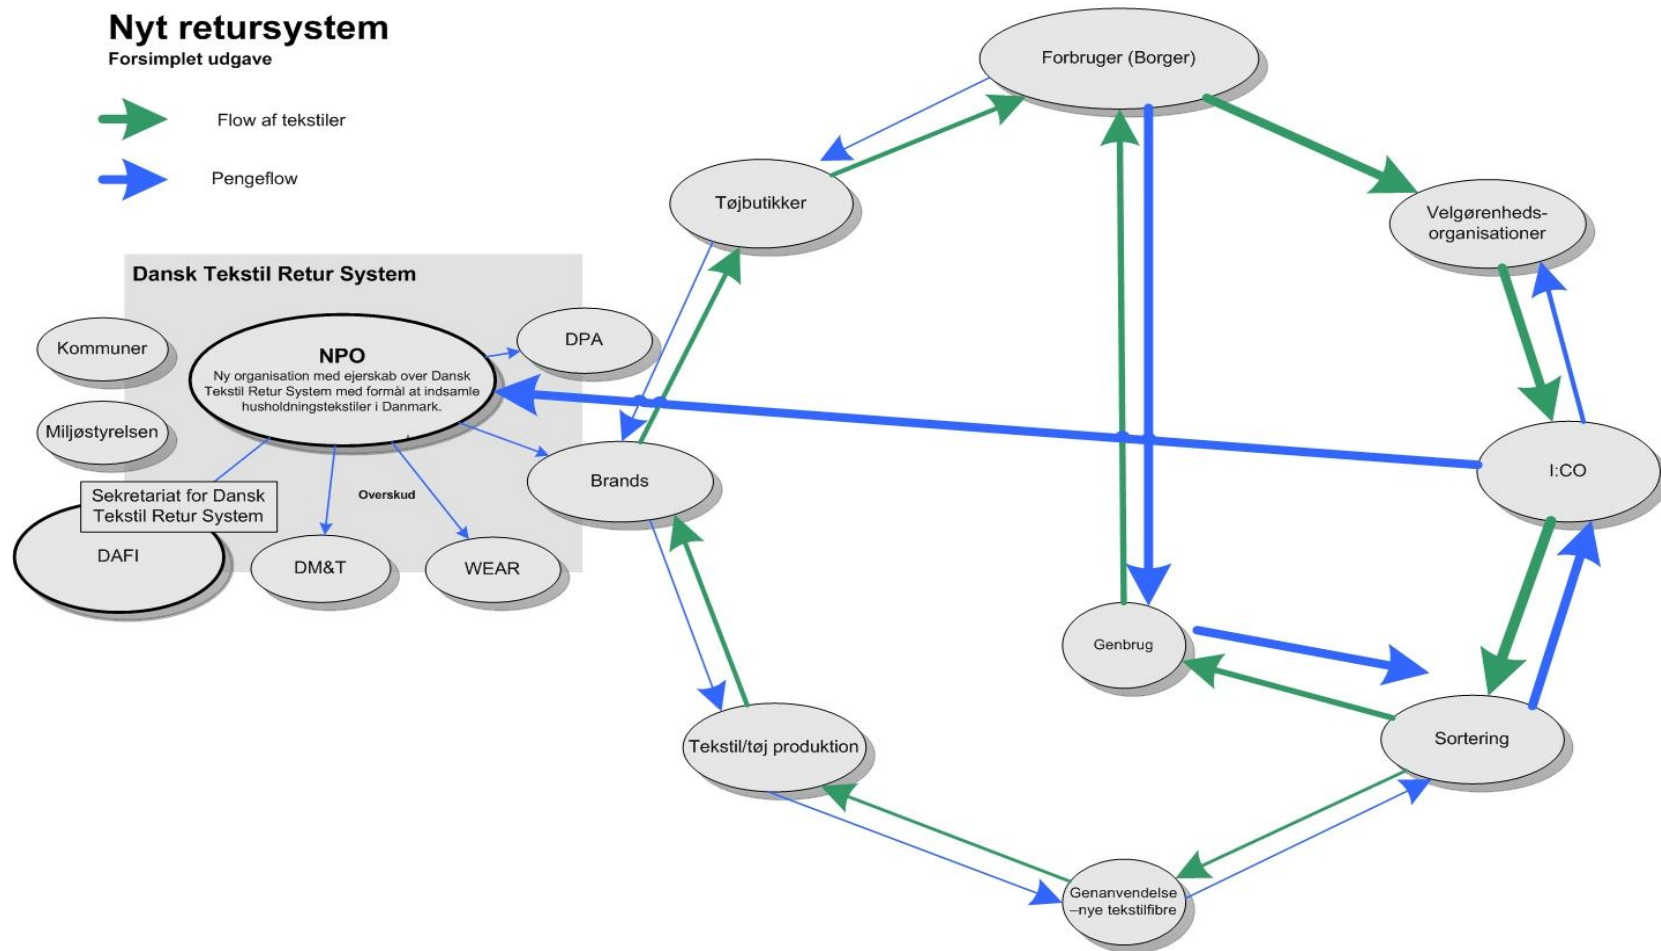 Nyt retursystem
Forsimplet udgave
Flow af tekstiler
Pengeflow
Forbruger (Borger)
Tøjbutikker
Velgørenheds-
organisationer
Dansk Tekstil Retur System
Kommuner
NPO
Ny organisation med ejerskab over Dansk
Tekstil Retur System med formål at indsamle
husholdningstekstiler i Danmark.
DPA
Miljøstyrelsen
Brands
I:CO
Sekretariat for Dansk
Tekstil Retur System
Overskud
DAFI
DM&T
WEAR
Genbrug
Tekstil/tøj produktion
Sortering
Genanvendelse
–nye tekstilfibre